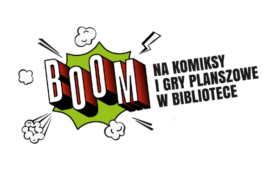 BOOM
NA KOMIKSY
I GRY PLANSZOWE
W BIBLIOTECE